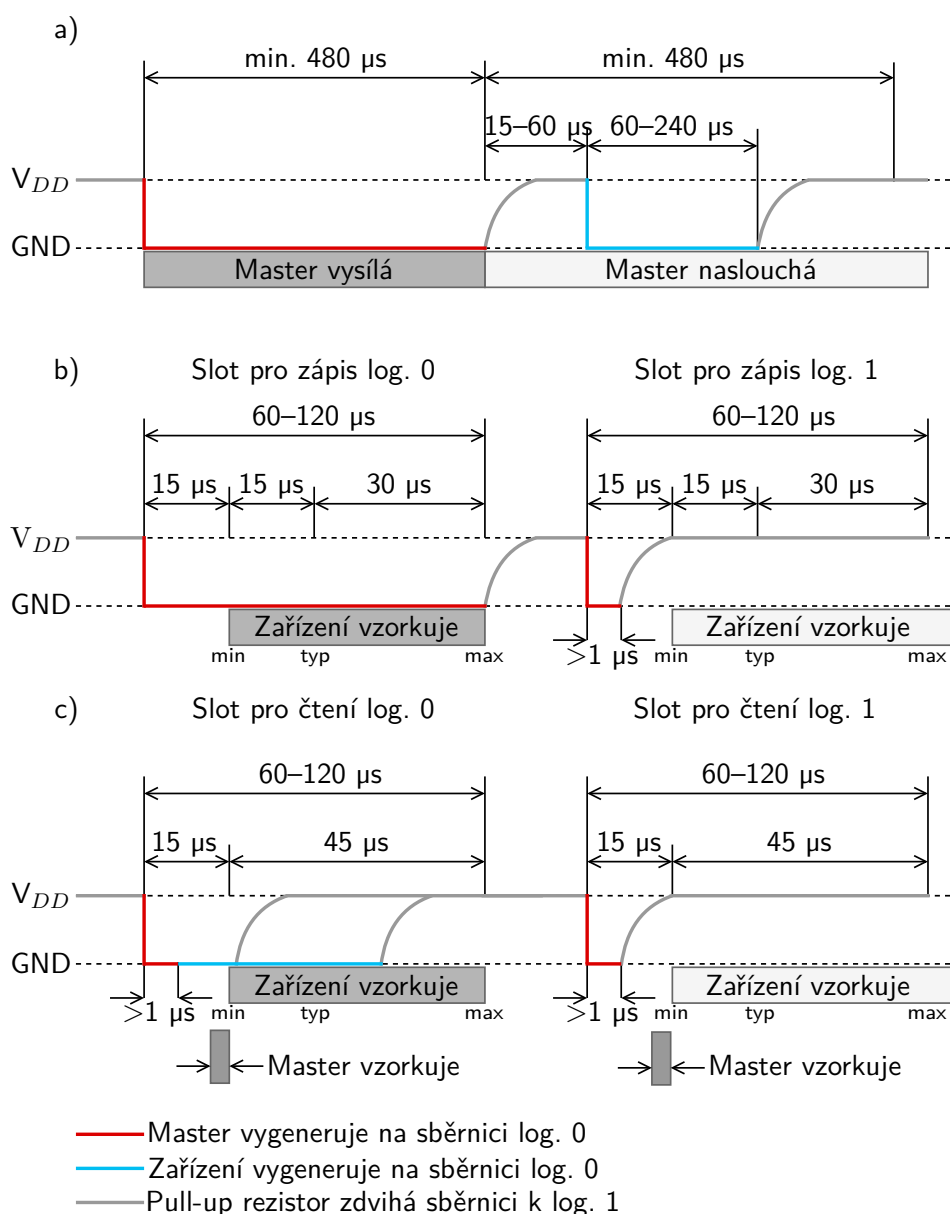 a)
min. 480 µs min. 480 µs
15–60 µs 60–240 µs
VDD
GND
Master vysílá Master naslouchá
b) Slot pro zápis log. 0 Slot pro zápis log. 1
60–120 µs 60–120 µs
15 µs 15 µs 30 µs 15 µs 15 µs 30 µs
VDD
GND
Zařízení vzorkuje Zařízení vzorkuje
min typ max >1 µs min typ max
c) Slot pro čtení log. 0 Slot pro čtení log. 1
60–120 µs 60–120 µs
15 µs 45 µs 15 µs 45 µs
VDD
GND
Zařízení vzorkuje Zařízení vzorkuje
>1 µs min typ max >1 µs min typ max
Master vzorkuje Master vzorkuje
Master vygeneruje na sběrnici log. 0
Zařízení vygeneruje na sběrnici log. 0
Pull-up rezistor zdvihá sběrnici k log. 1